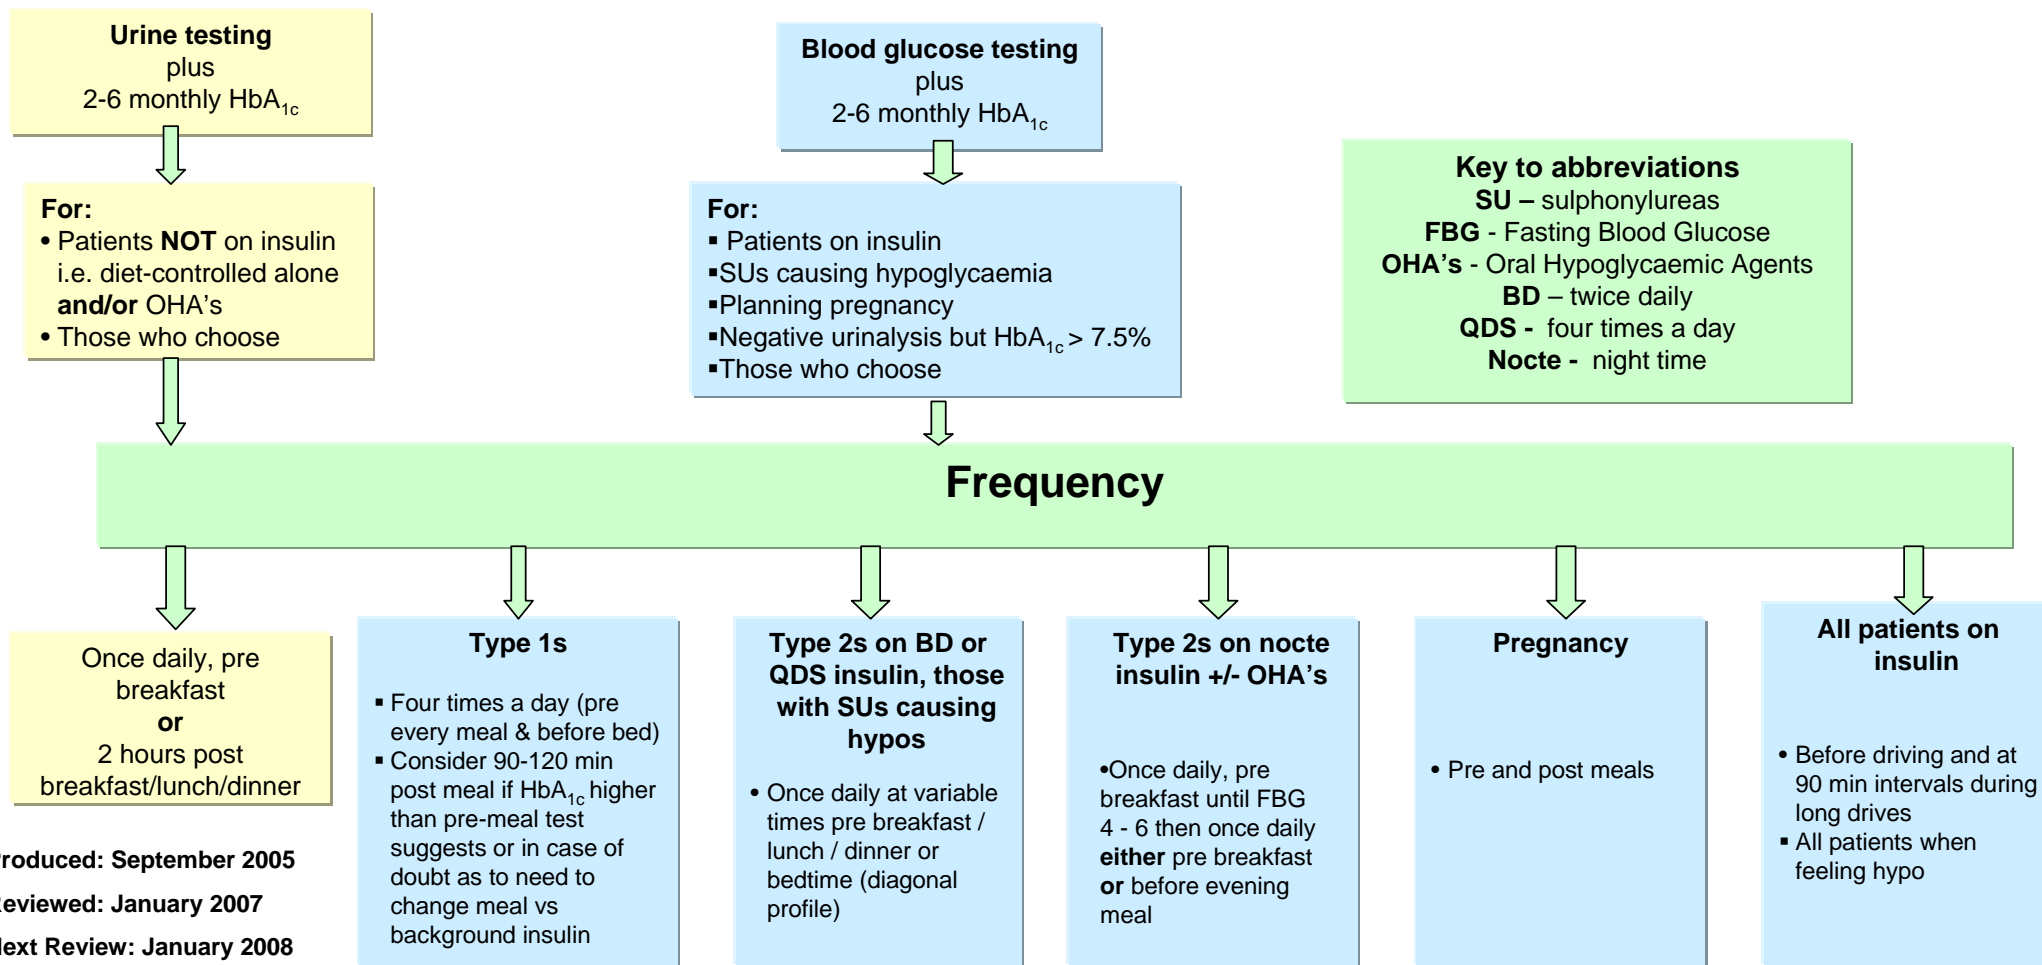 Urine testing
plus
2-6 monthly HbA1c
Blood glucose testing
plus
2-6 monthly HbA1c
For:
• Patients NOT on insulin
i.e. diet-controlled alone
and/or OHA's
• Those who choose
For:
▪ Patients on insulin
▪SUs causing hypoglycaemia
▪Planning pregnancy
▪Negative urinalysis but HbA1c > 7.5%
▪Those who choose
Key to abbreviations
SU – sulphonylureas
FBG - Fasting Blood Glucose
OHA's - Oral Hypoglycaemic Agents
BD – twice daily
QDS - four times a day
Nocte - night time
Frequency
Once daily, pre
breakfast
or
2 hours post
breakfast/lunch/dinner
Type 1s
▪ Four times a day (pre
every meal & before bed)
▪ Consider 90-120 min
post meal if HbA1c higher
than pre-meal test
suggests or in case of
doubt as to need to
change meal vs
background insulin
Type 2s on BD or
QDS insulin, those
with SUs causing
hypos
• Once daily at variable
times pre breakfast /
lunch / dinner or
bedtime (diagonal
profile)
Type 2s on nocte
insulin +/- OHA's
•Once daily, pre
breakfast until FBG
4 - 6 then once daily
either pre breakfast
or before evening
meal
Pregnancy
• Pre and post meals
All patients on
insulin
• Before driving and at
90 min intervals during
long drives
▪ All patients when
feeling hypo
Produced: September 2005
Reviewed: January 2007
Next Review: January 2008